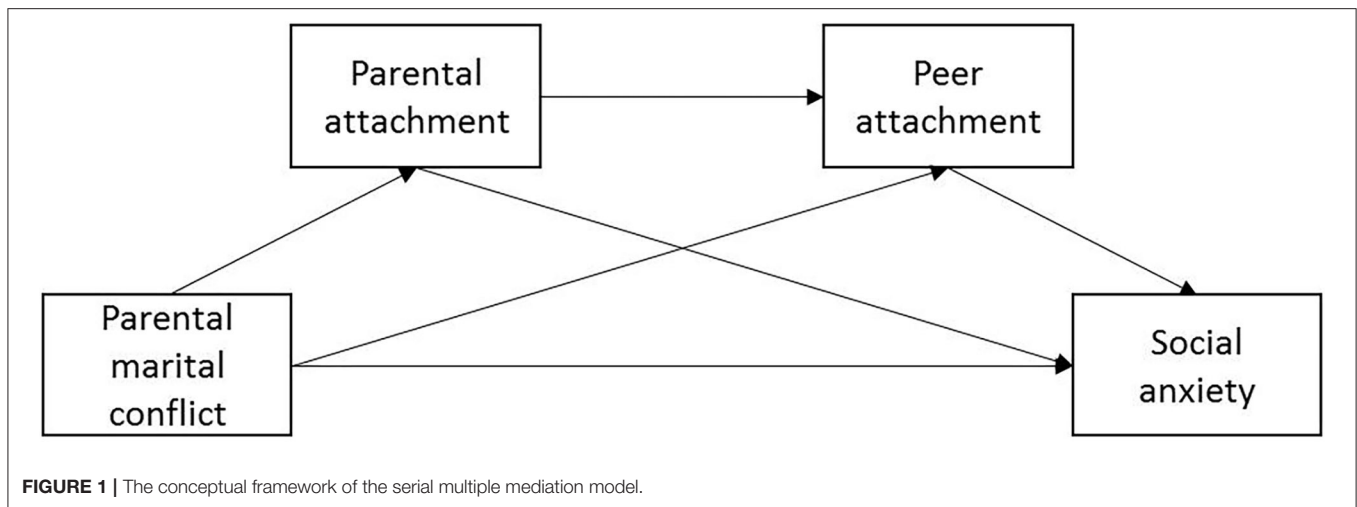 Parental
attachment
Peer
attachment
Parental
marital
conflict
Social
anxiety
FIGURE 1 | The conceptual framework of the serial multiple mediation model.